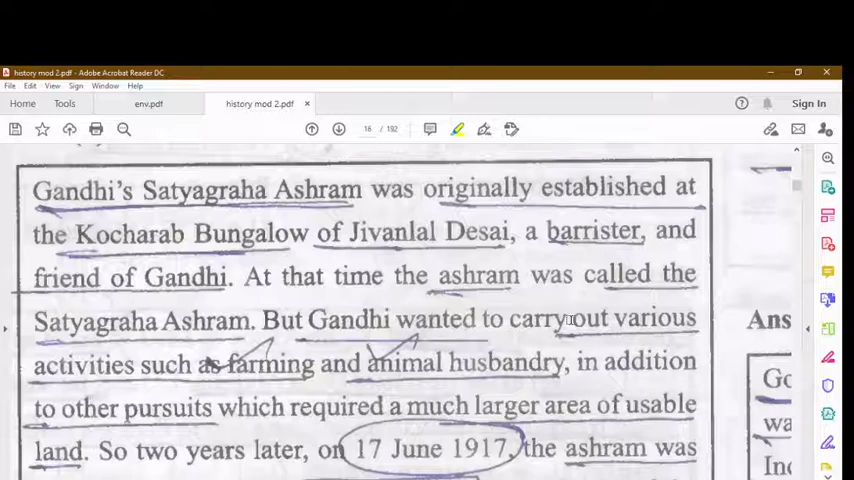 history mod 2.pdf - Adobe Acrobat Reader DC
File Edit View Sign Window Help
Home Tools env.pdf history mod 2.pdf × Sign In
16 / 192
Gandhi's Satyagraha Ashram was originally established at
the Kocharab Bungalow of Jivanlal Desai, a barrister, and
friend of Gandhi. At that time the ashram was called the
Satyagraha Ashram. But Gandhi wanted to carry out various
activities such as farming and animal husbandry, in addition
to other pursuits which required a much larger area of usable
land. So two years later, on 17 June 1917, the ashram was
Ans
wa